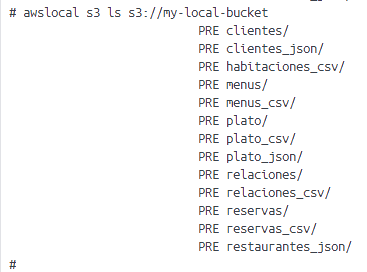 # awslocal s3 ls s3://my-local-bucket
PRE clientes/
PRE clientes_json/
PRE habitaciones_csv/
PRE menus/
PRE menus_csv/
PRE plato/
PRE plato_csv/
PRE plato_json/
PRE relaciones/
PRE relaciones_csv/
PRE reservas/
PRE reservas_csv/
PRE restaurantes_json/
#